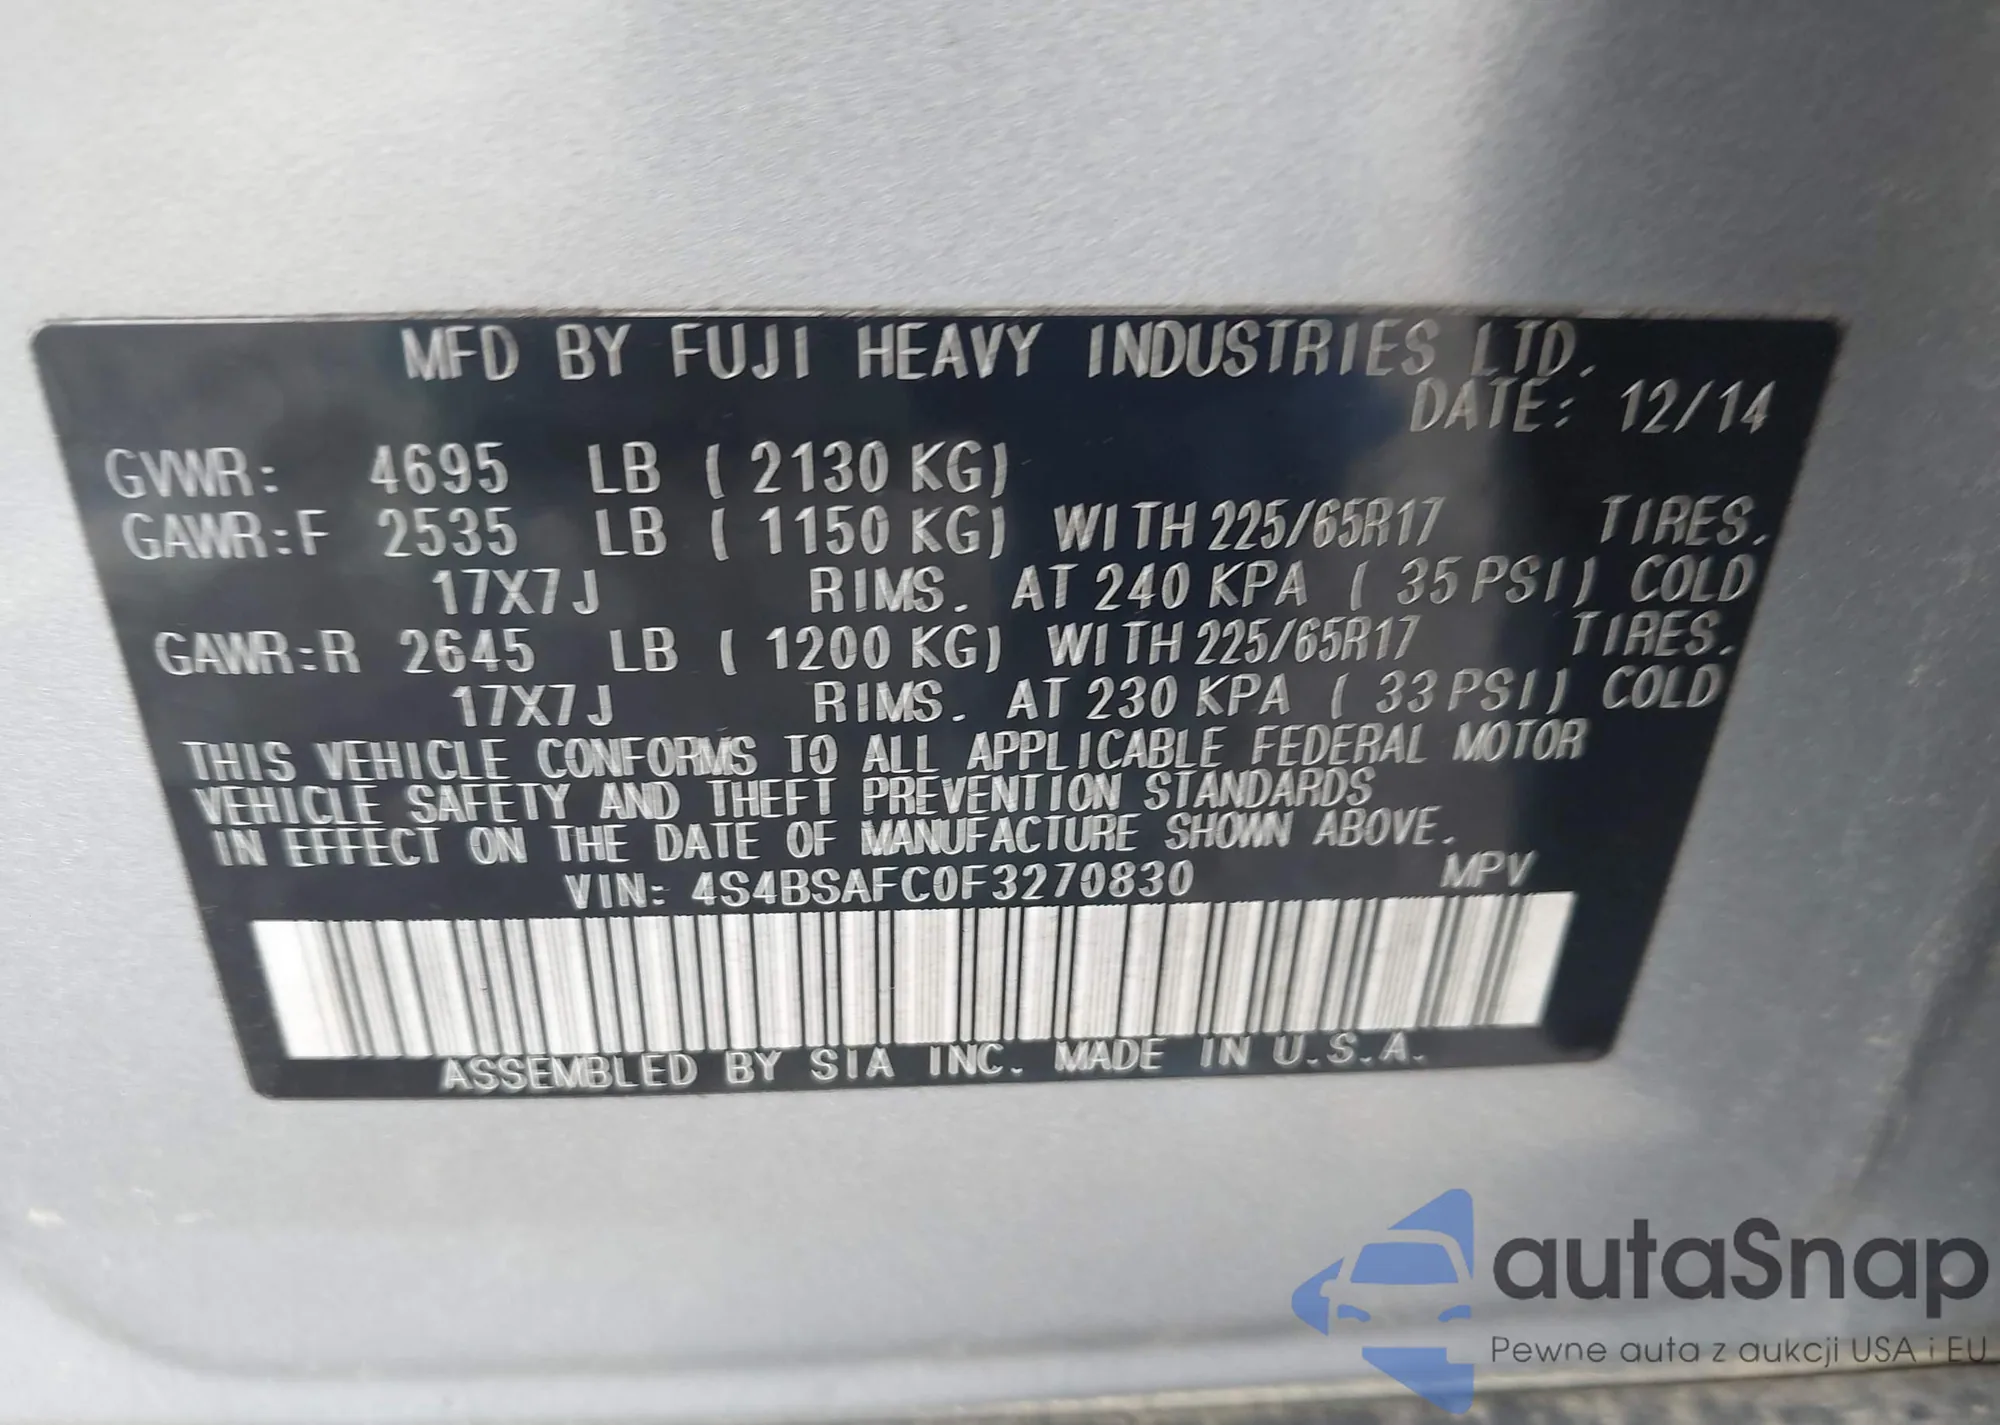 MFD BY FUJI HEAVY INDUSTRIES LTD.
DATE: 12/14
GVWR: 4695 LB ( 2130 KG)
GAWR:F 2535 LB ( 1150 KG) WITH 225/65R17 TIRES.
17X7J RIMS. AT 240 KPA ( 35 PSI) COLD
GAWR:R 2645 LB ( 1200 KG) WITH 225/65R17 TIRES.
17X7J RIMS. AT 230 KPA ( 33 PSI) COLD
THIS VEHICLE CONFORMS TO ALL APPLICABLE FEDERAL MOTOR
VEHICLE SAFETY AND THEFT PREVENTION STANDARDS
IN EFFECT ON THE DATE OF MANUFACTURE SHOWN ABOVE.
VIN: 4S4BSAFC0F3270830 MPV
ASSEMBLED BY SIA INC. MADE IN U.S.A.
autaSnap
Pewne auta z aukcji USA i EU